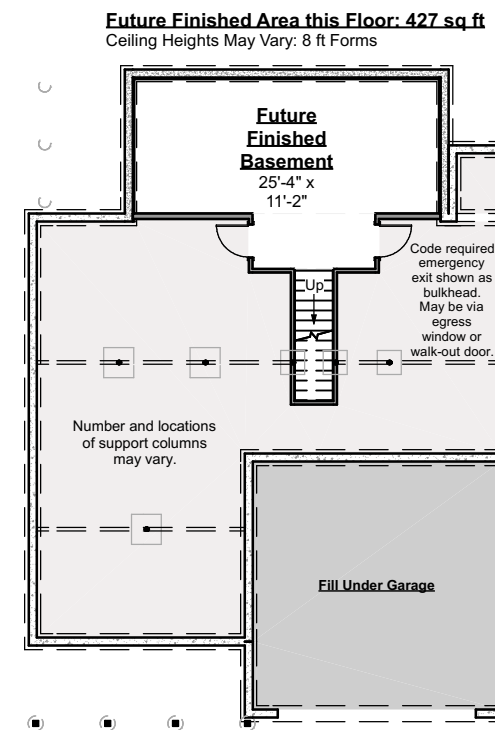 Future Finished Area this Floor: 427 sq ft
Ceiling Heights May Vary: 8 ft Forms
Future
Finished
Basement
25'-4" x
11'-2"
Code required
emergency
exit shown as
bulkhead.
May be via
egress
window or
walk-out door.
Up
Number and locations
of support columns
may vary.
Fill Under Garage